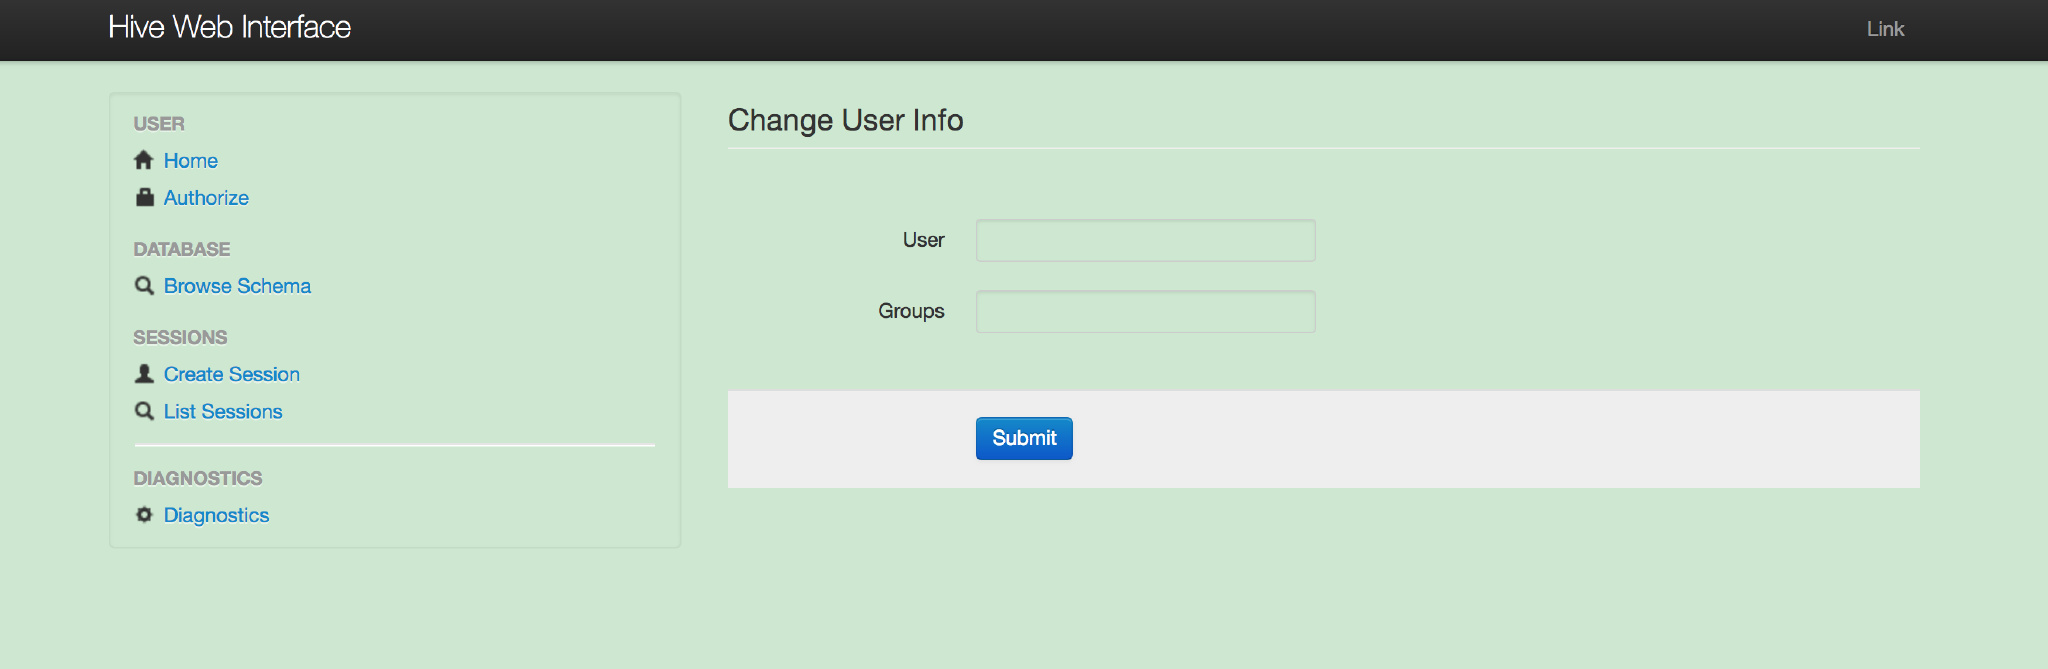 Hive Web Interface
Link
USER
Home
Authorize
DATABASE
Browse Schema
SESSIONS
Create Session
List Sessions
DIAGNOSTICS
Diagnostics
Change User Info
User
Groups
Submit